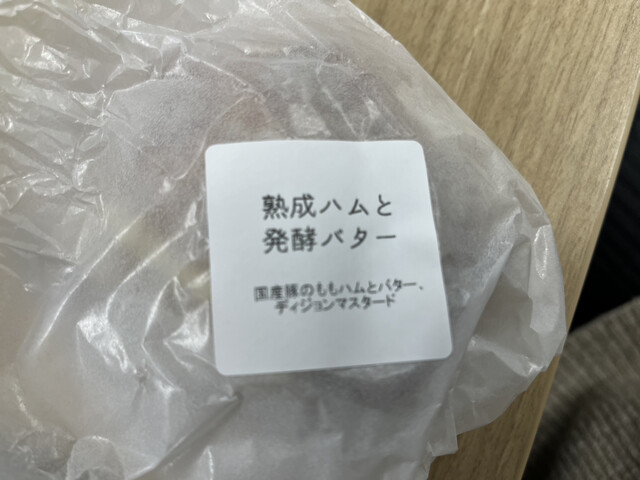 熟成ハムと
発酵バター
国産豚のももハムとバター、
ディジョンマスタード